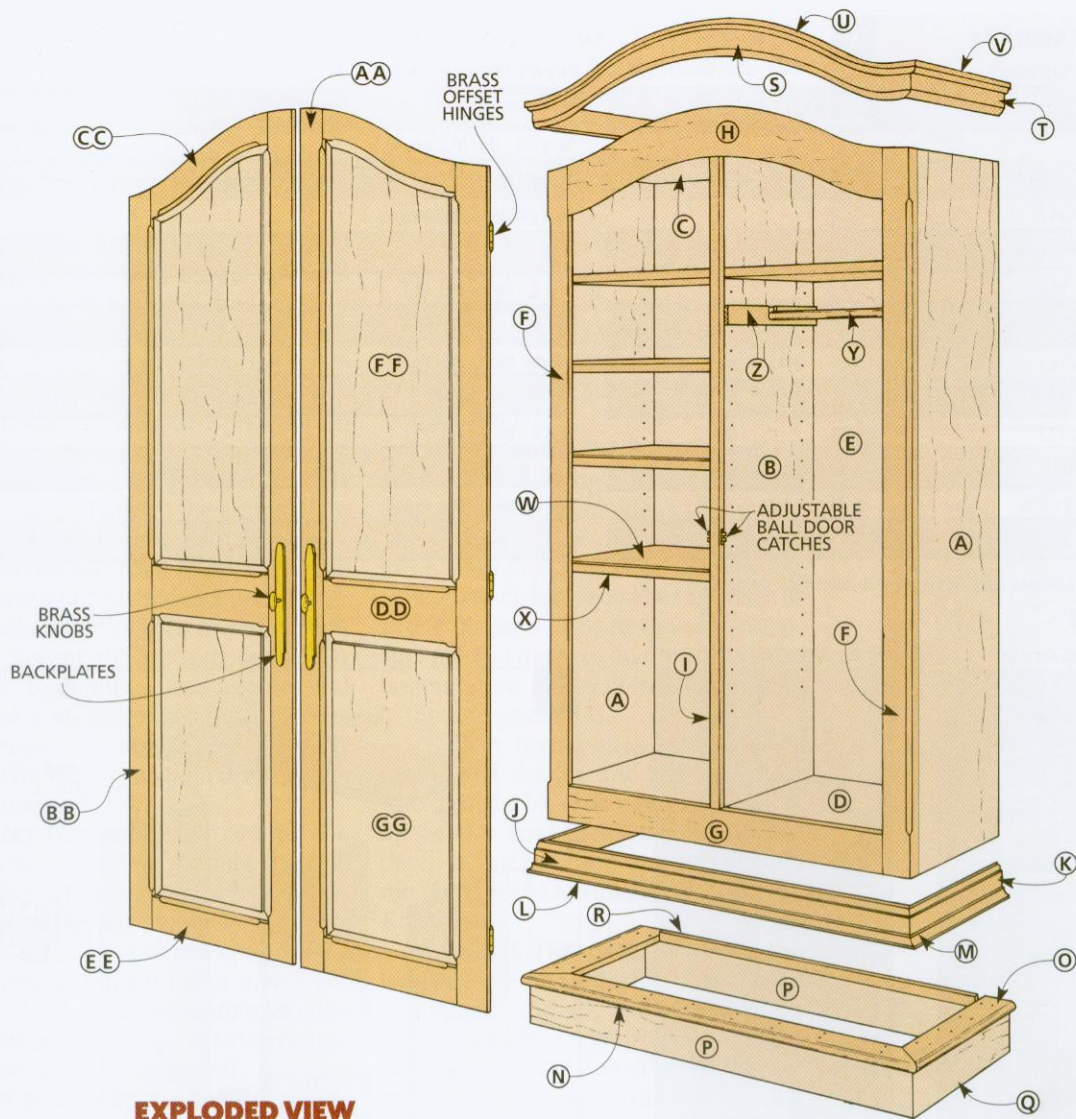 U
V
AA
BRASS
OFFSET
HINGES
S
T
CC
H
C
F
Y
Z
FF
E
B
W
ADJUSTABLE
BALL DOOR
CATCHES
A
X
DD
BRASS
KNOBS
F
I
BACKPLATES
A
D
BB
GG
J
G
K
L
R
M
EE
O
P
P
N
Q
EXPLODED VIEW